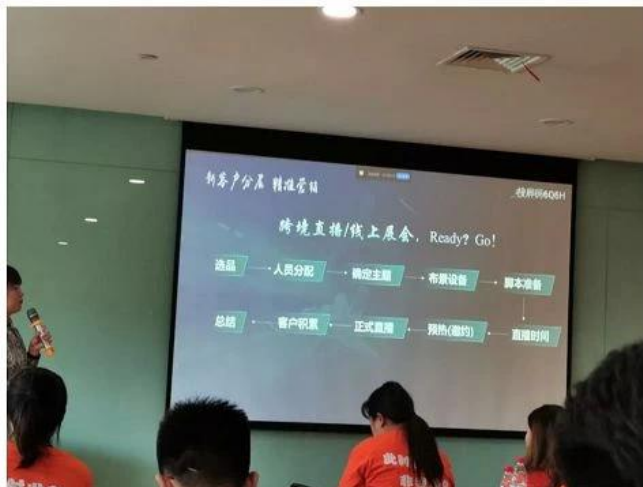 新客户分层 精准营销
跨境直播/线上展会，Ready? Go!
选品
人员分配
确定主题
布景设备
脚本准备
总结
客户积累
正式直播
预热(邀约)
直播时间